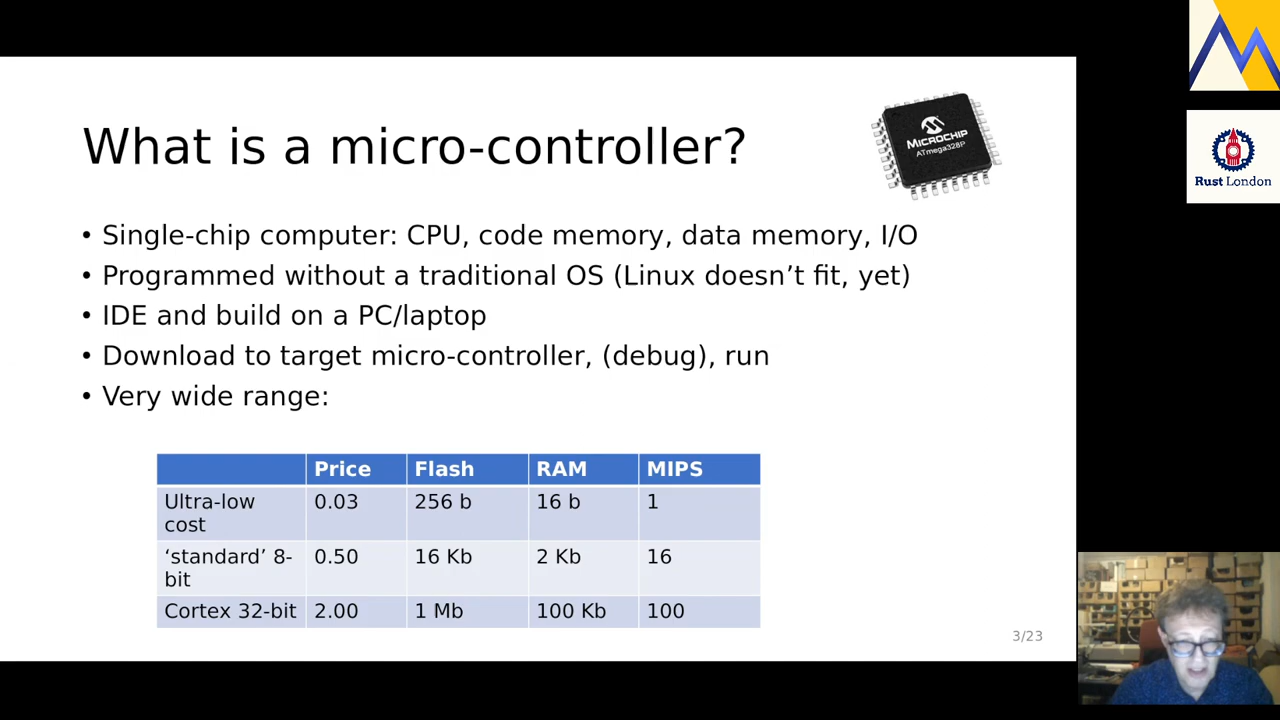 What is a micro-controller?
MICROCHIP
ATmega328P
Rust London
• Single-chip computer: CPU, code memory, data memory, I/O
• Programmed without a traditional OS (Linux doesn’t fit, yet)
• IDE and build on a PC/laptop
• Download to target micro-controller, (debug), run
• Very wide range:
Price Flash RAM MIPS
Ultra-low cost 0.03 256 b 16 b 1
‘standard’ 8-bit 0.50 16 Kb 2 Kb 16
Cortex 32-bit 2.00 1 Mb 100 Kb 100
3/23